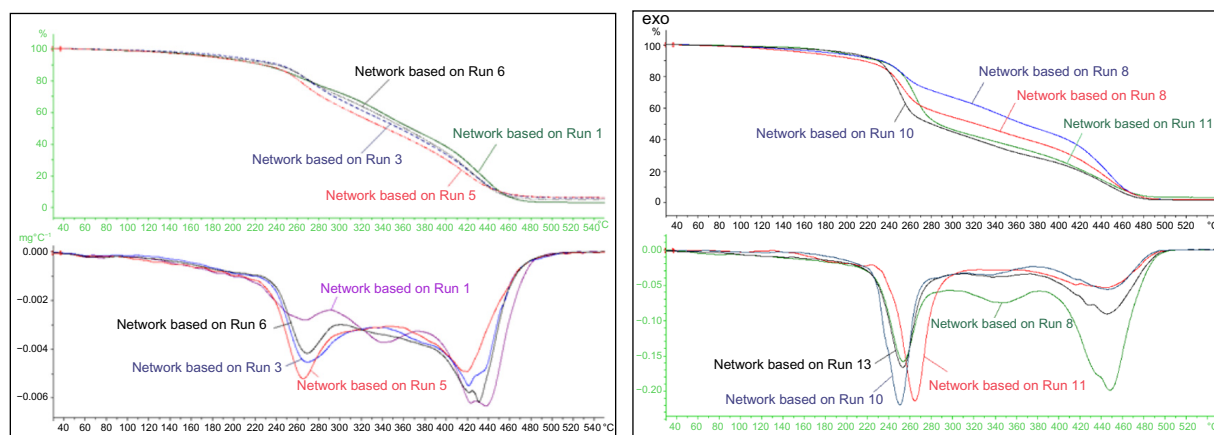 %
100
80
60
40
20
0
Network based on Run 6
Network based on Run 1
Network based on Run 3
Network based on Run 5
40 60 80 100 120 140 160 180 200 220 240 260 280 300 320 340 360 380 400 420 440 460 480 500 520 540 °C
mg°C⁻¹
0.000
−0.002
−0.004
−0.006
Network based on Run 1
Network based on Run 6
Network based on Run 3
Network based on Run 5
40 60 80 100 120 140 160 180 200 220 240 260 280 300 320 340 360 380 400 420 440 460 480 500 520 540 °C
exo
%
100
80
60
40
20
0
Network based on Run 8
Network based on Run 8
Network based on Run 11
Network based on Run 10
40 60 80 100 120 140 160 180 200 220 240 260 280 300 320 340 360 380 400 420 440 460 480 500 520
0.00
−0.05
−0.10
−0.15
−0.20
Network based on Run 8
Network based on Run 13
Network based on Run 11
Network based on Run 10
40 60 80 100 120 140 160 180 200 220 240 260 280 300 320 340 360 380 400 420 440 460 480 500 520